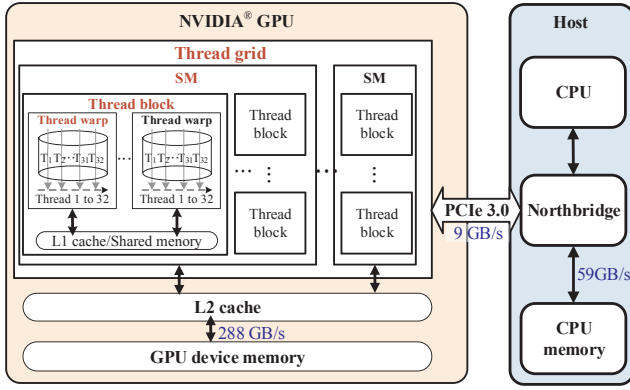 NVIDIA® GPU
Thread grid
SM
Thread block
Thread warp
T1 T2 ··· T31 T32
Thread 1 to 32
...
Thread warp
T1 T2 ··· T31 T32
Thread 1 to 32
L1 cache/Shared menory
Thread
block
... ⋮ ...
Thread
block
...
SM
Thread
block
⋮
Thread
block
L2 cache
288 GB/s
GPU device memory
PCIe 3.0
9 GB/s
Host
CPU
Northbridge
59GB/s
CPU
memory